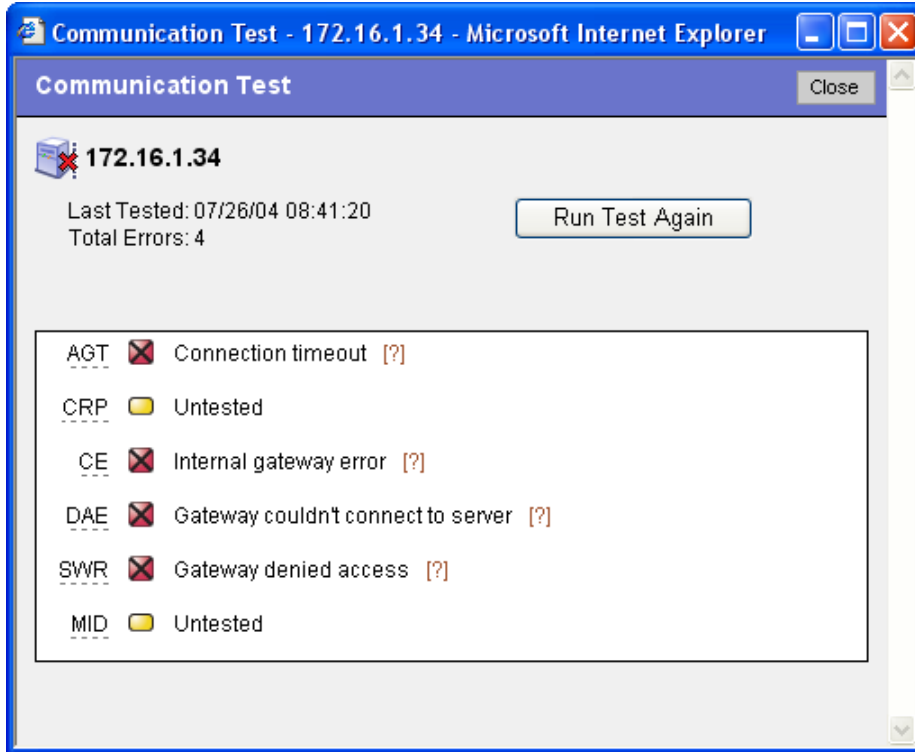 Communication Test - 172.16.1.34 - Microsoft Internet Explorer
Communication Test
Close
172.16.1.34
Last Tested: 07/26/04 08:41:20
Run Test Again
Total Errors: 4
AGT Connection timeout [?]
CRP Untested
CE Internal gateway error [?]
DAE Gateway couldn't connect to server [?]
SWR Gateway denied access [?]
MID Untested